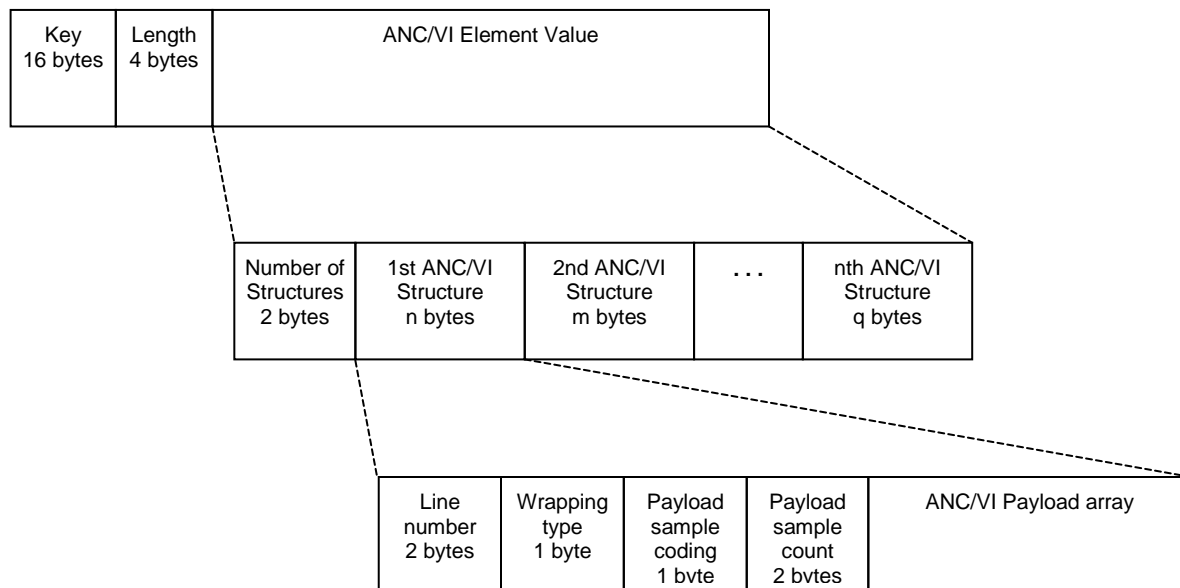 Key
16 bytes
Length
4 bytes
ANC/VI Element Value
Number of
Structures
2 bytes
1st ANC/VI
Structure
n bytes
2nd ANC/VI
Structure
m bytes
. . .
nth ANC/VI
Structure
q bytes
Line
number
2 bytes
Wrapping
type
1 byte
Payload
sample
coding
1 byte
Payload
sample
count
2 bytes
ANC/VI Payload array